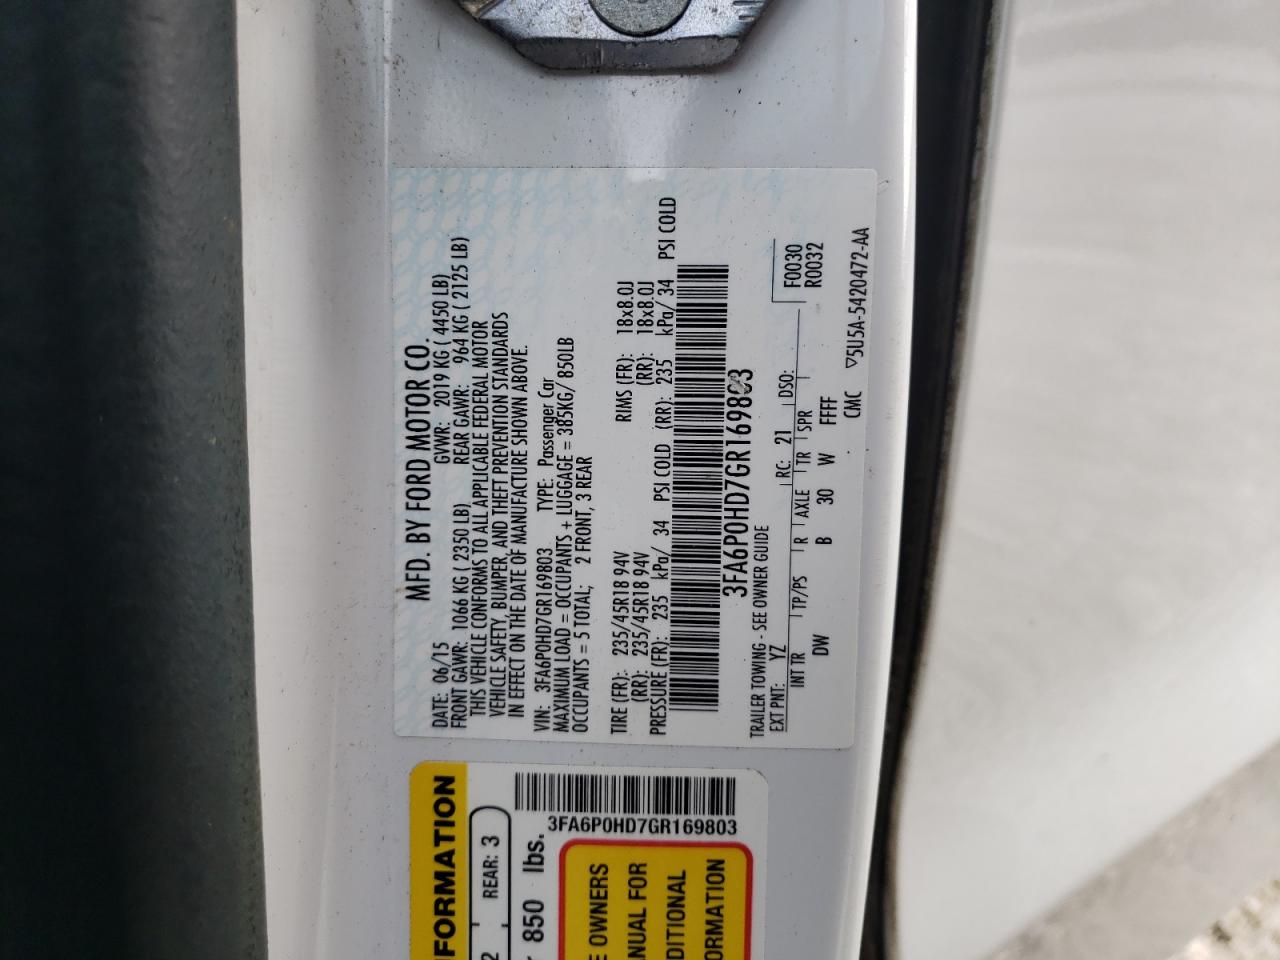 MFD. BY FORD MOTOR CO.
DATE: 06/15 GVWR: 2019 KG ( 4450 LB)
FRONT GAWR: 1066 KG ( 2350 LB) REAR GAWR: 964 KG ( 2125 LB)
THIS VEHICLE CONFORMS TO ALL APPLICABLE FEDERAL MOTOR
VEHICLE SAFETY, BUMPER, AND THEFT PREVENTION STANDARDS
IN EFFECT ON THE DATE OF MANUFACTURE SHOWN ABOVE.
VIN: 3FA6P0HD7GR169803 TYPE: Passenger Car
MAXIMUM LOAD = OCCUPANTS + LUGGAGE = 385KG/ 850LB
OCCUPANTS = 5 TOTAL; 2 FRONT, 3 REAR
TIRE (FR): 235/45R18 94V RIMS (FR): 18x8.0J
(RR): 235/45R18 94V (RR): 18x8.0J
PRESSURE (FR): 235 kPa/ 34 PSI COLD (RR): 235 kPa/ 34 PSI COLD
3FA6P0HD7GR169803
TRAILER TOWING - SEE OWNER GUIDE
EXT PNT: YZ RC: 21 DSO: F0030
INT TR TP/PS R AXLE TR SPR R0032
DW B 30 W FFFF
CMC ▽5U5A-5420472-AA
FORMATION
REAR: 3
850 lbs.
3FA6P0HD7GR169803
OWNERS
FOR